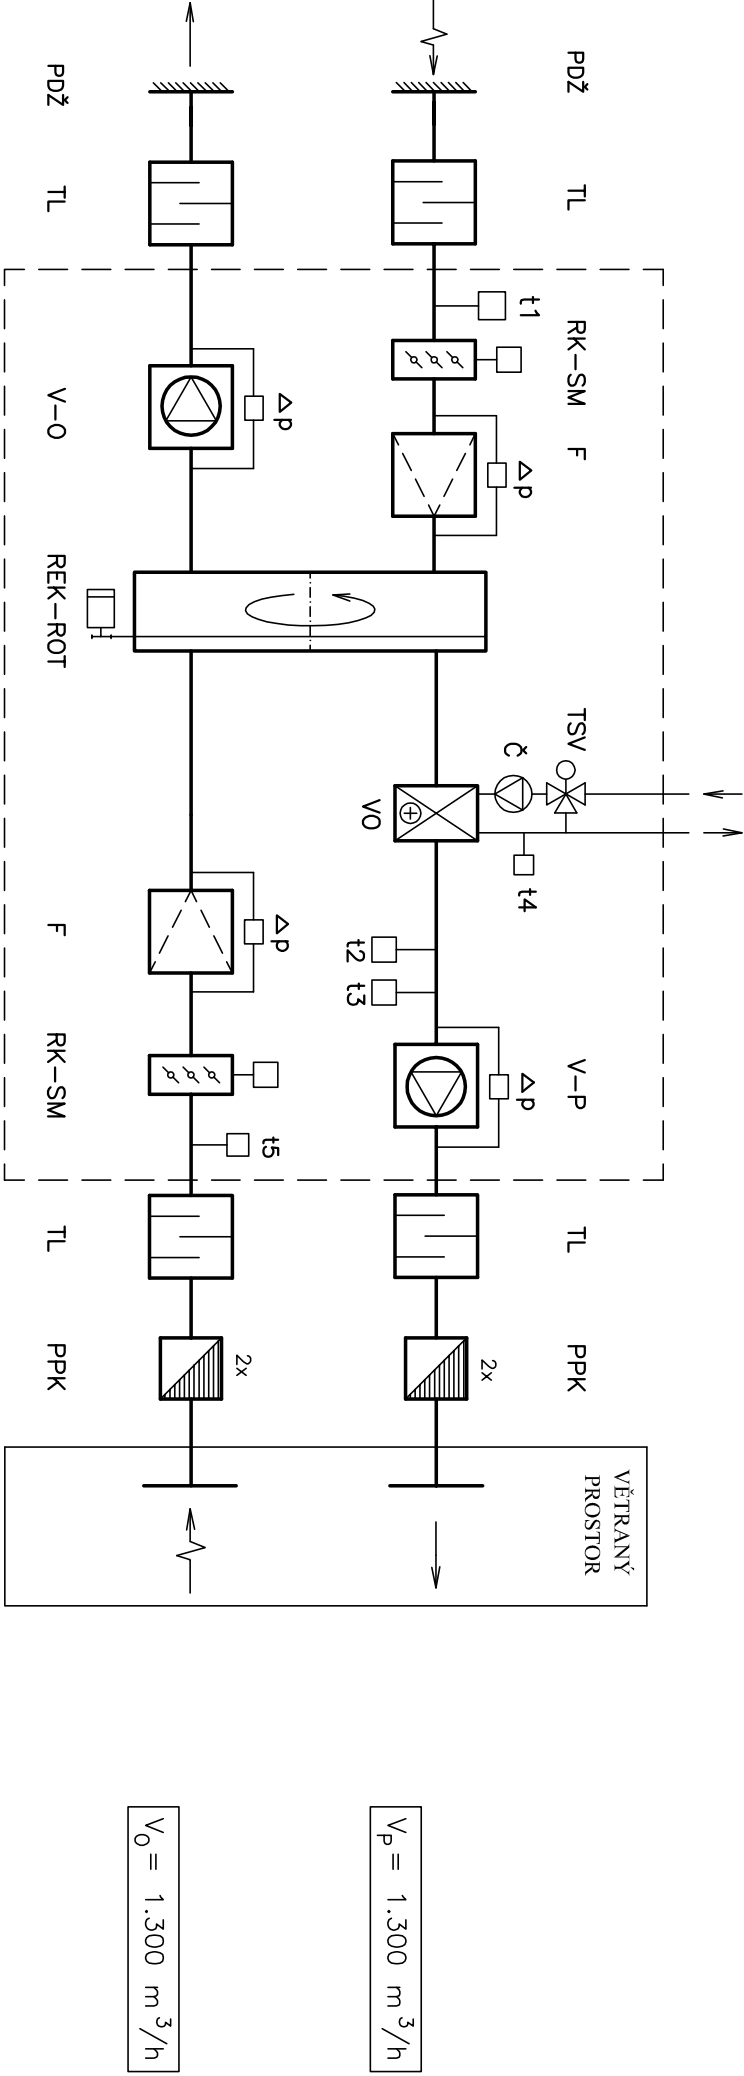 PDŽ
TL
RK-SM
F
TSV
V-P
TL
PPK
VĚTRANÝ
PROSTOR
t1
Δp
Č
t4
Δp
2x
V_P = 1.300 m³/h
VO
t2
t3
Δp
Δp
t5
2x
V_O = 1.300 m³/h
PDŽ
TL
V-O
REK-ROT
F
RK-SM
TL
PPK